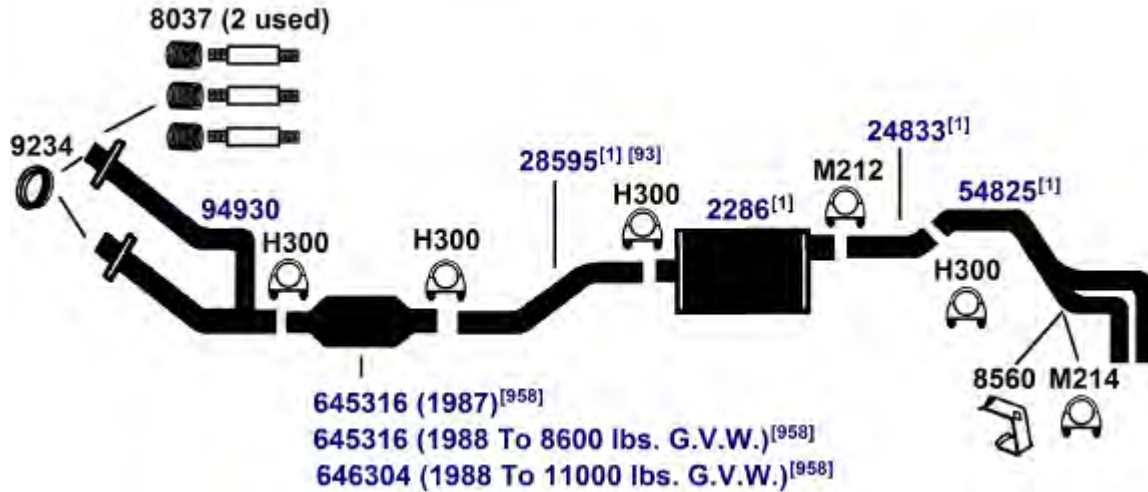 8037 (2 used)
9234
94930
H300
H300
28595[1] [93]
H300
2286[1]
M212
24833[1]
54825[1]
H300
8560 M214
645316 (1987)[958]
645316 (1988 To 8600 lbs. G.V.W.)[958]
646304 (1988 To 11000 lbs. G.V.W.)[958]